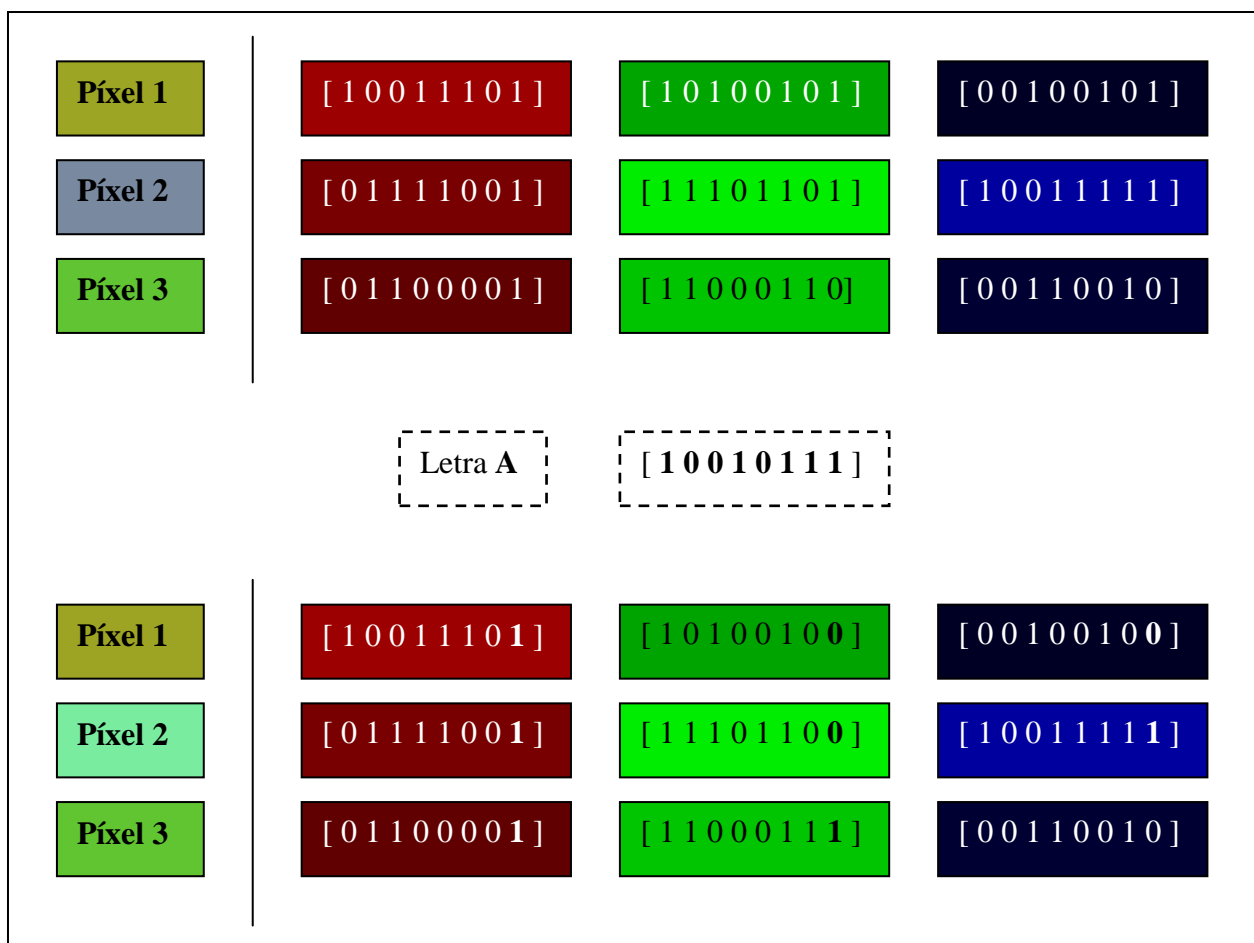 Píxel 1 [ 1 0 0 1 1 1 0 1 ] [ 1 0 1 0 0 1 0 1 ] [ 0 0 1 0 0 1 0 1 ]
Píxel 2 [ 0 1 1 1 1 0 0 1 ] [ 1 1 1 0 1 1 0 1 ] [ 1 0 0 1 1 1 1 1 ]
Píxel 3 [ 0 1 1 0 0 0 0 1 ] [ 1 1 0 0 0 1 1 0] [ 0 0 1 1 0 0 1 0 ]
Letra A [ 1 0 0 1 0 1 1 1 ]
Píxel 1 [ 1 0 0 1 1 1 0 1 ] [ 1 0 1 0 0 1 0 0 ] [ 0 0 1 0 0 1 0 0 ]
Píxel 2 [ 0 1 1 1 1 0 0 1 ] [ 1 1 1 0 1 1 0 0 ] [ 1 0 0 1 1 1 1 1 ]
Píxel 3 [ 0 1 1 0 0 0 0 1 ] [ 1 1 0 0 0 1 1 1 ] [ 0 0 1 1 0 0 1 0 ]